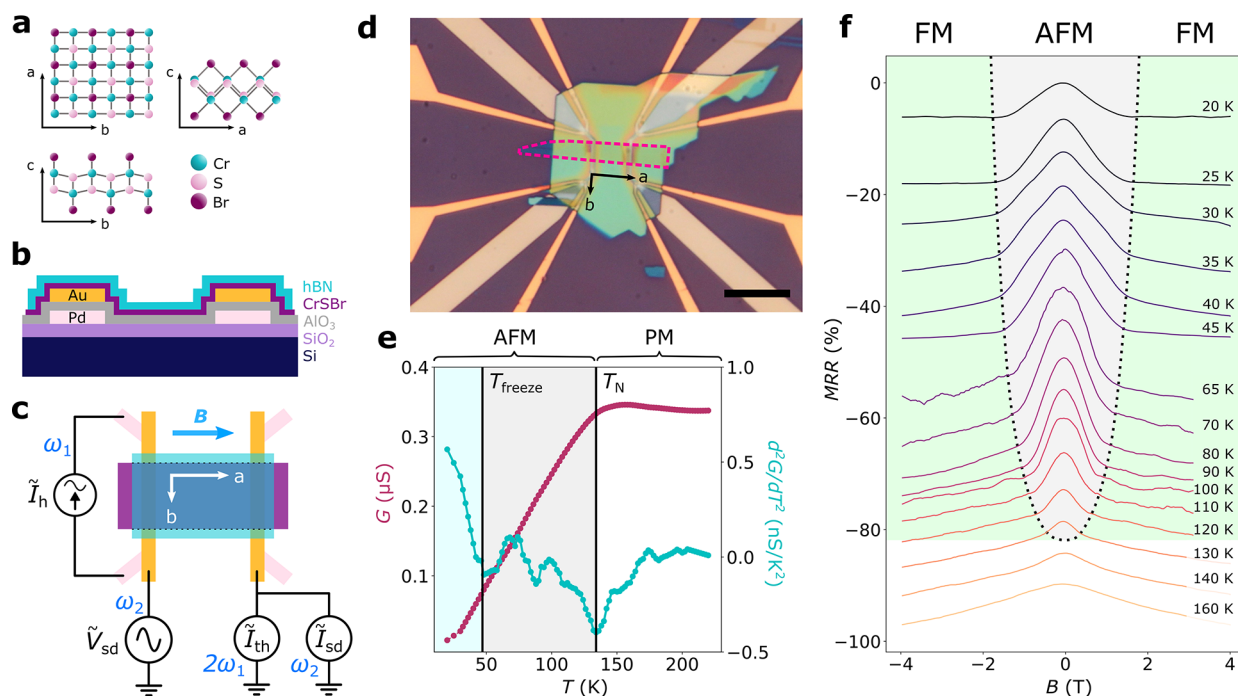 a
a
b
c
a
c
b
Cr
S
Br
b
hBN
CrSBr
AlO₃
SiO₂
Si
Au
Pd
c
ω₁
B
Ĩₕ
a
b
ω₂
Ṽsd
Ĩth
Ĩsd
2ω₁
ω₂
d
a
b
e
AFM
PM
Tfreeze
TN
0.4
0.3
0.2
0.1
G (μS)
1.0
0.5
0.0
−0.5
d²G/dT² (nS/K²)
50
100
150
200
T (K)
f
FM
AFM
FM
0
−20
−40
−60
−80
−100
MRR (%)
20 K
25 K
30 K
35 K
40 K
45 K
65 K
70 K
80 K
90 K
100 K
110 K
120 K
130 K
140 K
160 K
−4
−2
0
2
4
B (T)